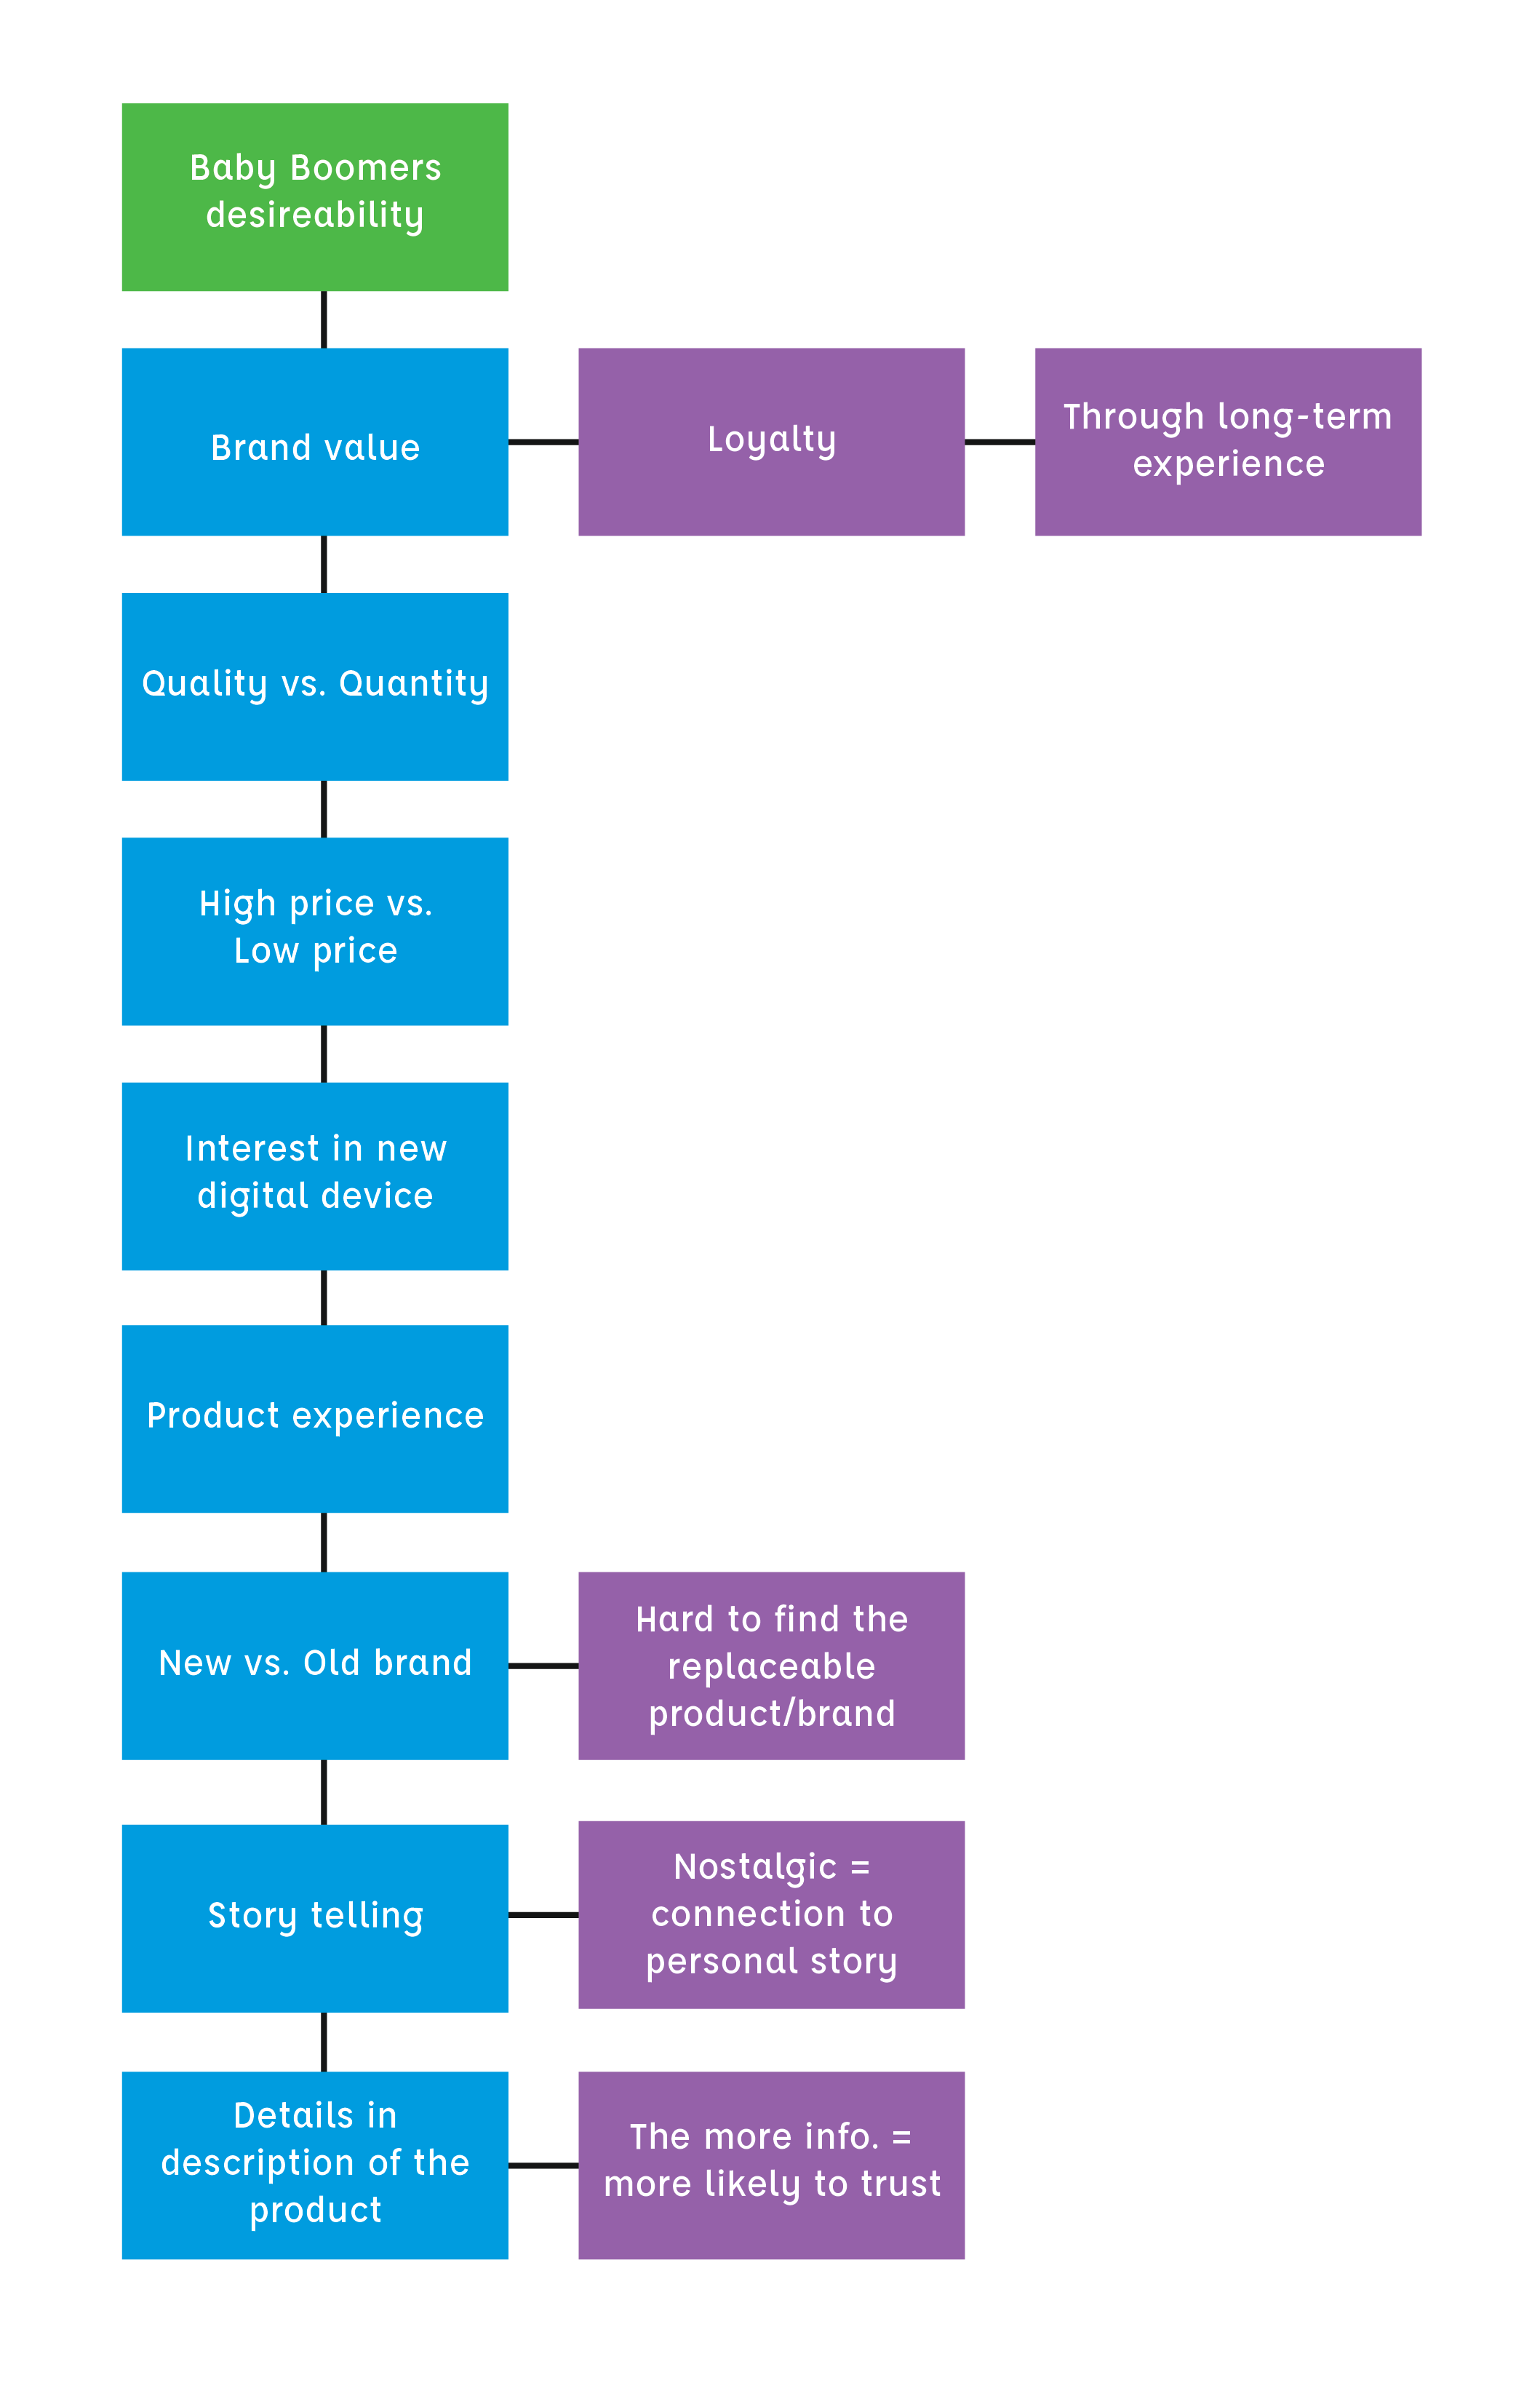 Baby Boomers
desireability
Brand value
Loyalty
Through long-term
experience
Quality vs. Quantity
High price vs.
Low price
Interest in new
digital device
Product experience
New vs. Old brand
Hard to find the
replaceable
product/brand
Story telling
Nostalgic =
connection to
personal story
Details in
description of the
product
The more info. =
more likely to trust